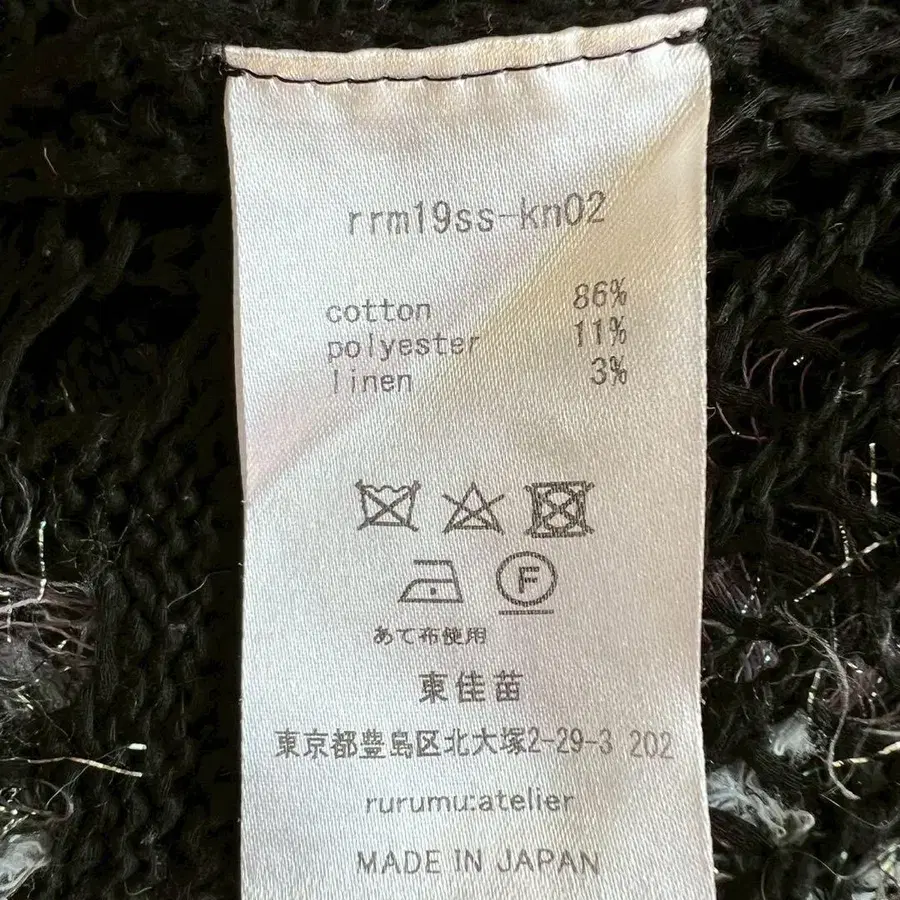 rrm19ss-kn02
cotton 86%
polyester 11%
linen 3%
F
あて布使用
東佳苗
東京都豊島区北大塚2-29-3 202
rurumu:atelier
MADE IN JAPAN